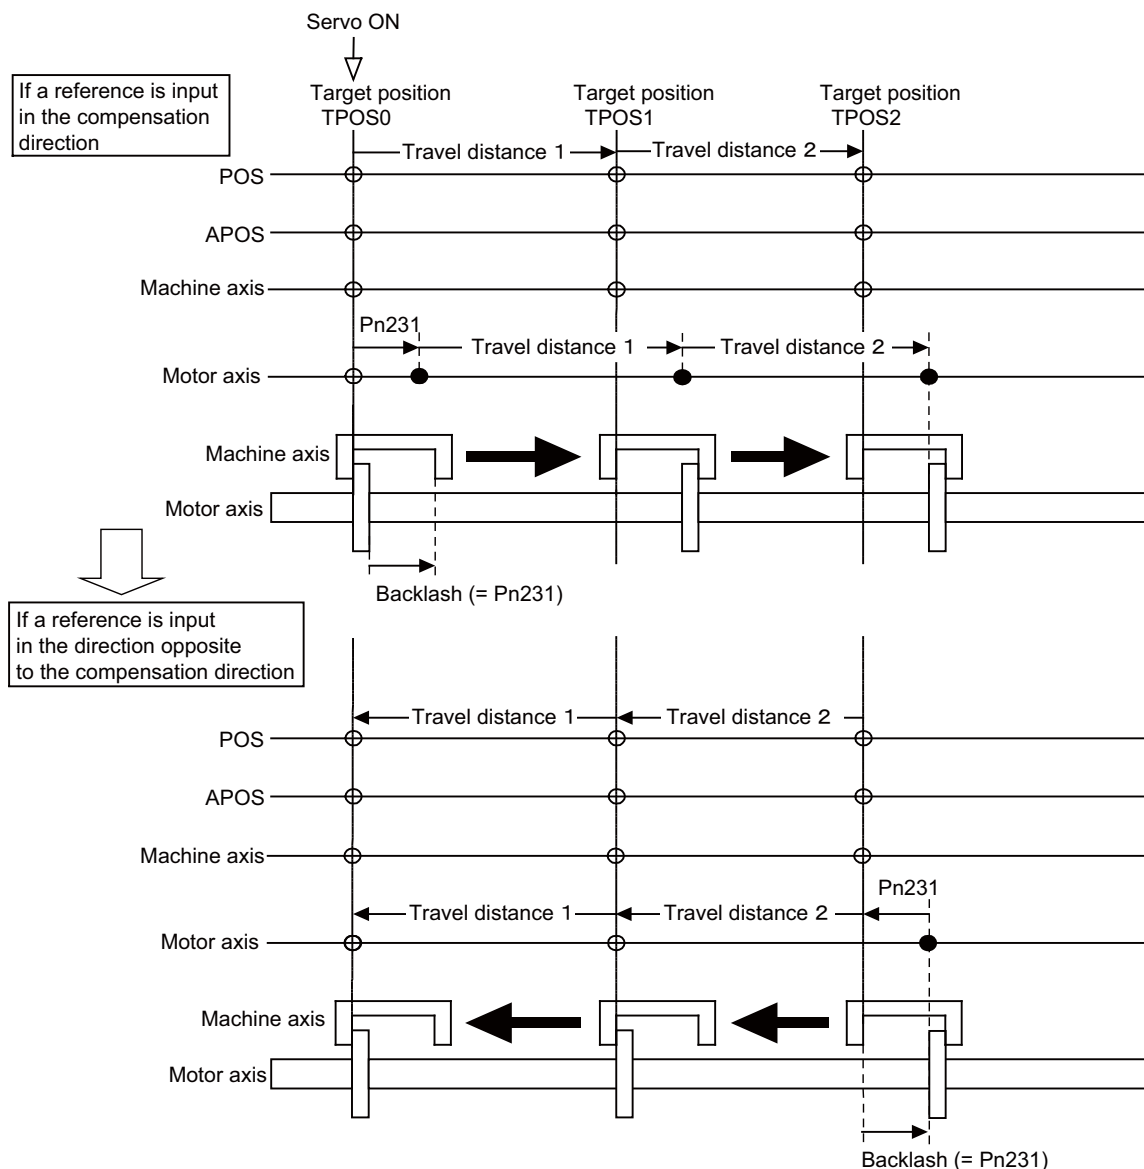 Servo ON
If a reference is input
in the compensation
direction
Target position
TPOS0
Target position
TPOS1
Target position
TPOS2
Travel distance 1
Travel distance 2
POS
APOS
Machine axis
Pn231
Travel distance 1
Travel distance 2
Motor axis
Machine axis
Motor axis
Backlash (= Pn231)
If a reference is input
in the direction opposite
to the compensation direction
Travel distance 1
Travel distance 2
POS
APOS
Machine axis
Pn231
Travel distance 1
Travel distance 2
Motor axis
Machine axis
Motor axis
Backlash (= Pn231)